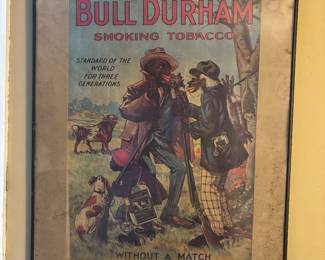 BULL DURHAM
SMOKING TOBACCO
STANDARD OF THE
WORLD
FOR THREE
GENERATIONS
WITHOUT A MATCH